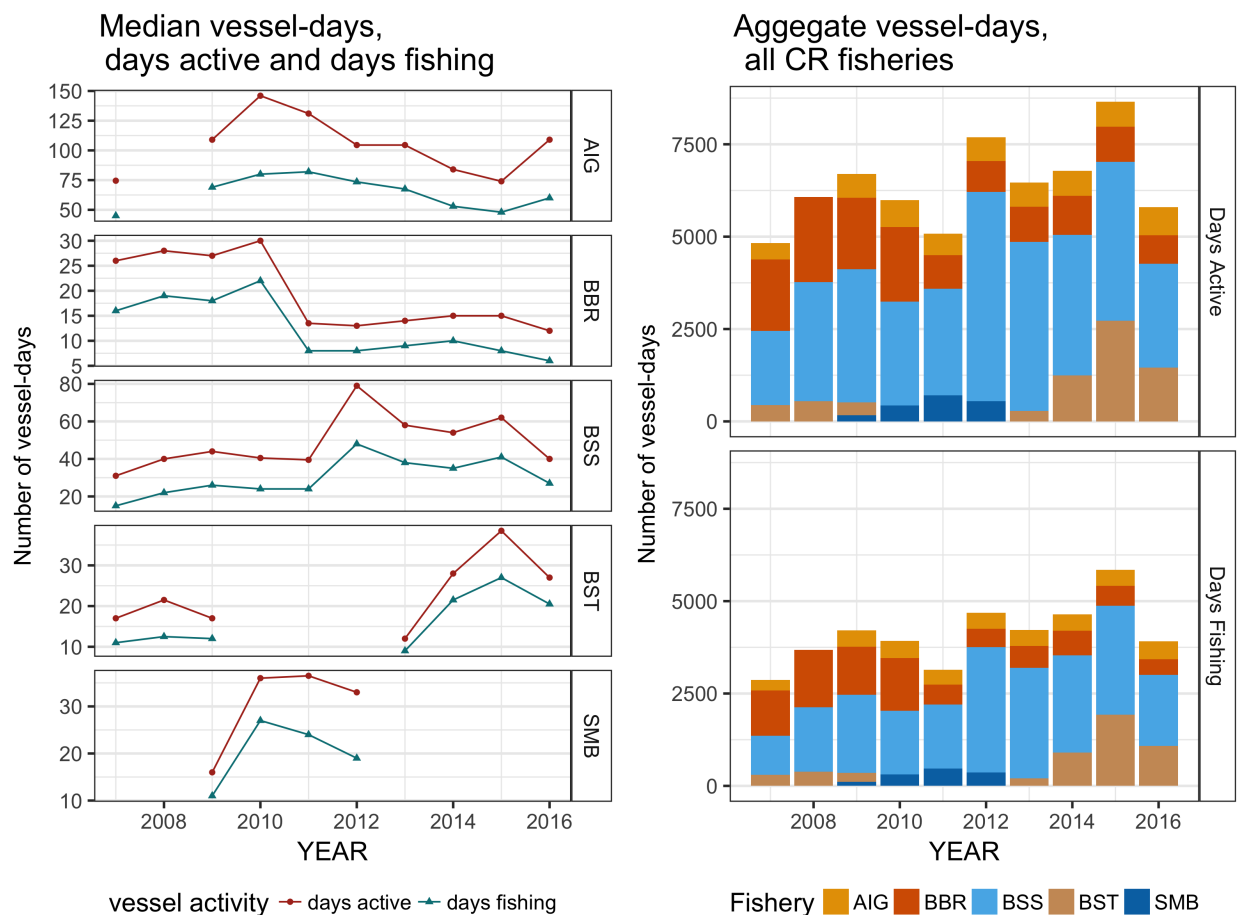 Median vessel-days,
days active and days fishing
Number of vessel-days
150
125
100
75
50
AIG
30
25
20
15
10
5
BBR
80
60
40
20
BSS
30
20
10
BST
30
20
10
SMB
2008 2010 2012 2014 2016
YEAR
vessel activity days active days fishing
Aggegate vessel-days,
all CR fisheries
Number of vessel-days
7500
5000
2500
0
Days Active
7500
5000
2500
0
Days Fishing
2008 2010 2012 2014 2016
YEAR
Fishery AIG BBR BSS BST SMB